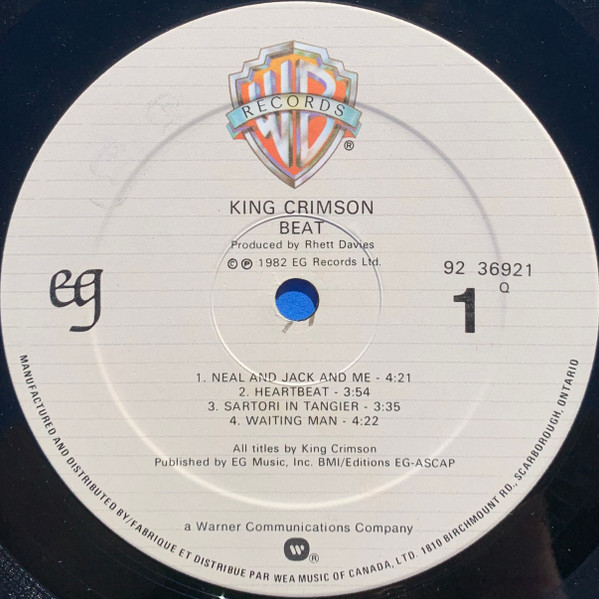 WB
RECORDS
®
KING CRIMSON
BEAT
Produced by Rhett Davies
© ℗ 1982 EG Records Ltd.
eg
92 36921
Q
1
1. NEAL AND JACK AND ME - 4:21
2. HEARTBEAT - 3:54
3. SARTORI IN TANGIER - 3:35
4. WAITING MAN - 4:22
All titles by King Crimson
Published by EG Music, Inc. BMI/Editions EG-ASCAP
a Warner Communications Company
®
MANUFACTURED AND DISTRIBUTED BY/FABRIQUE ET DISTRIBUE PAR WEA MUSIC OF CANADA, LTD. 1810 BIRCHMOUNT RD., SCARBOROUGH, ONTARIO